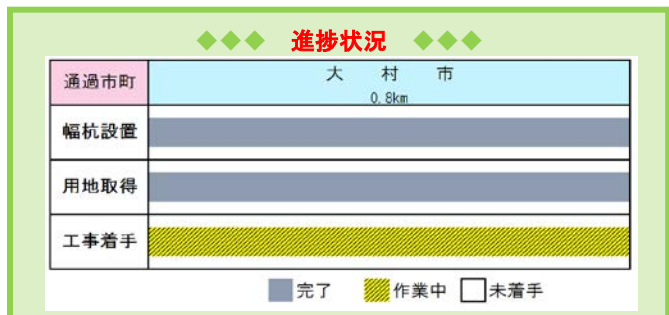 ◆◆◆ 進捗状況 ◆◆◆
通過市町
大村市
0.8km
幅杭設置
用地取得
工事着手
完了 作業中 未着手